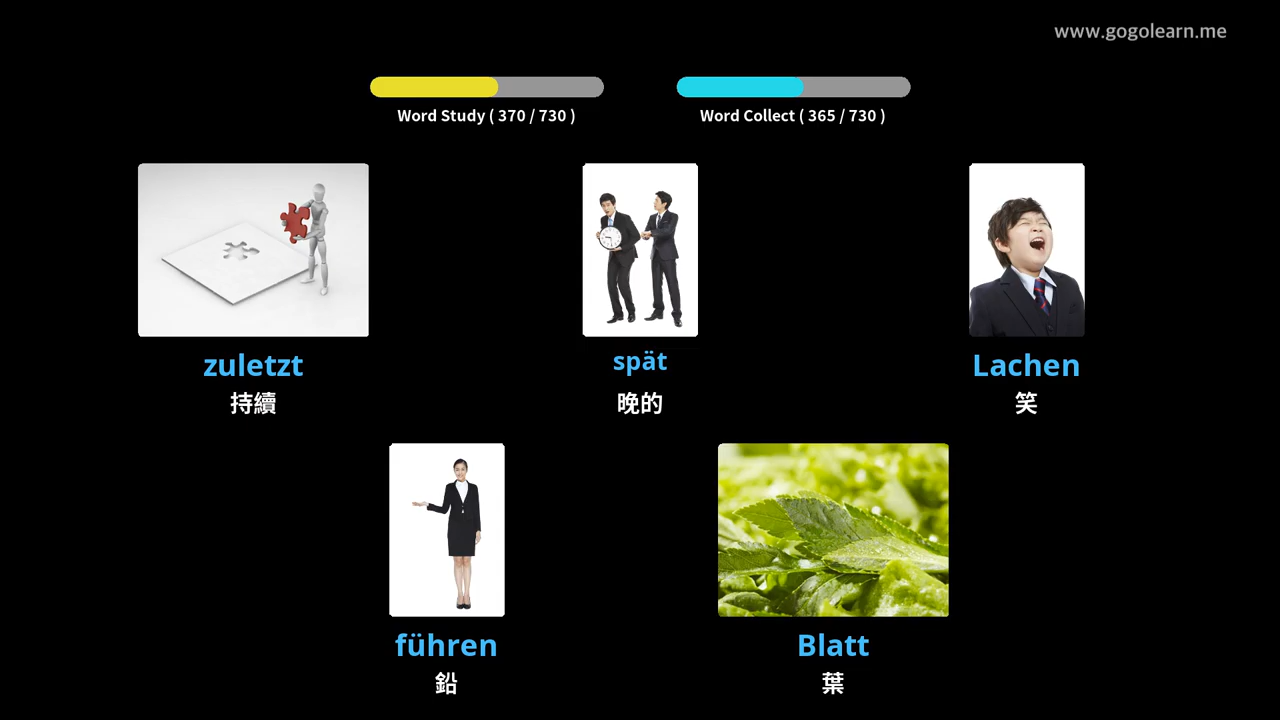 www.gogolearn.me
Word Study ( 370 / 730 )
Word Collect ( 365 / 730 )
zuletzt
持續
spät
晚的
Lachen
笑
führen
鉛
Blatt
葉